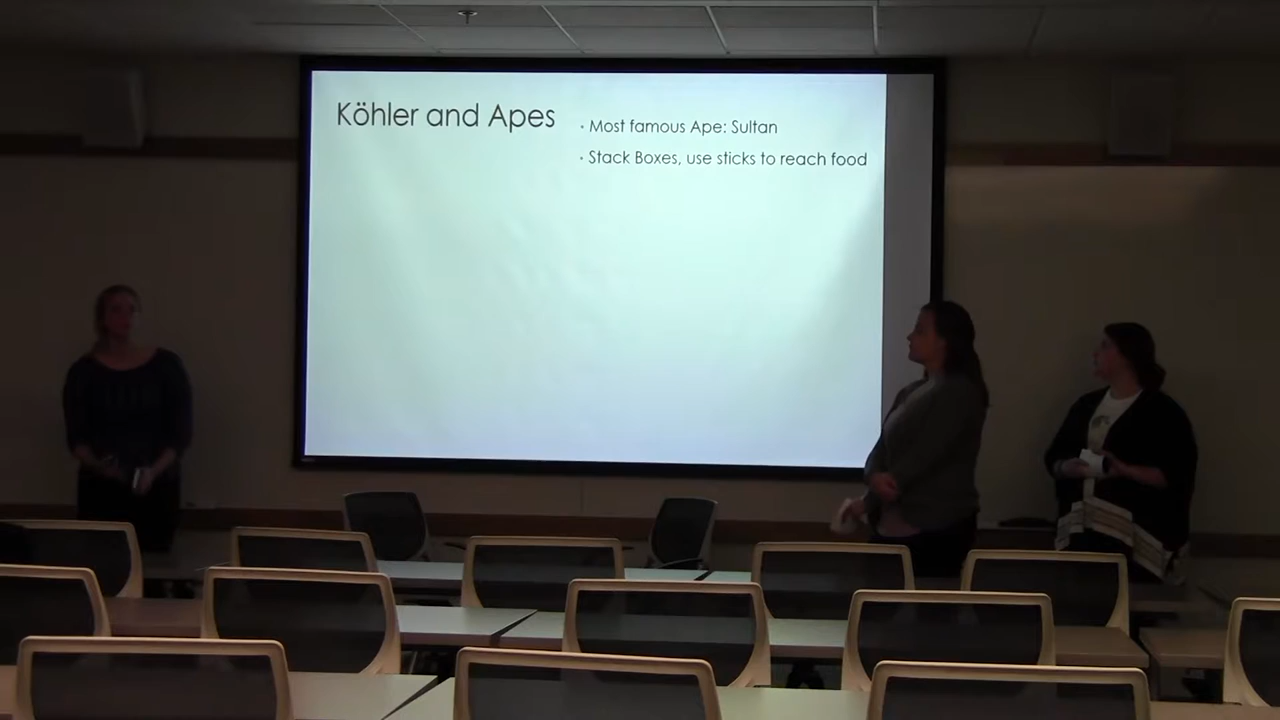 Köhler and Apes
· Most famous Ape: Sultan
· Stack Boxes, use sticks to reach food